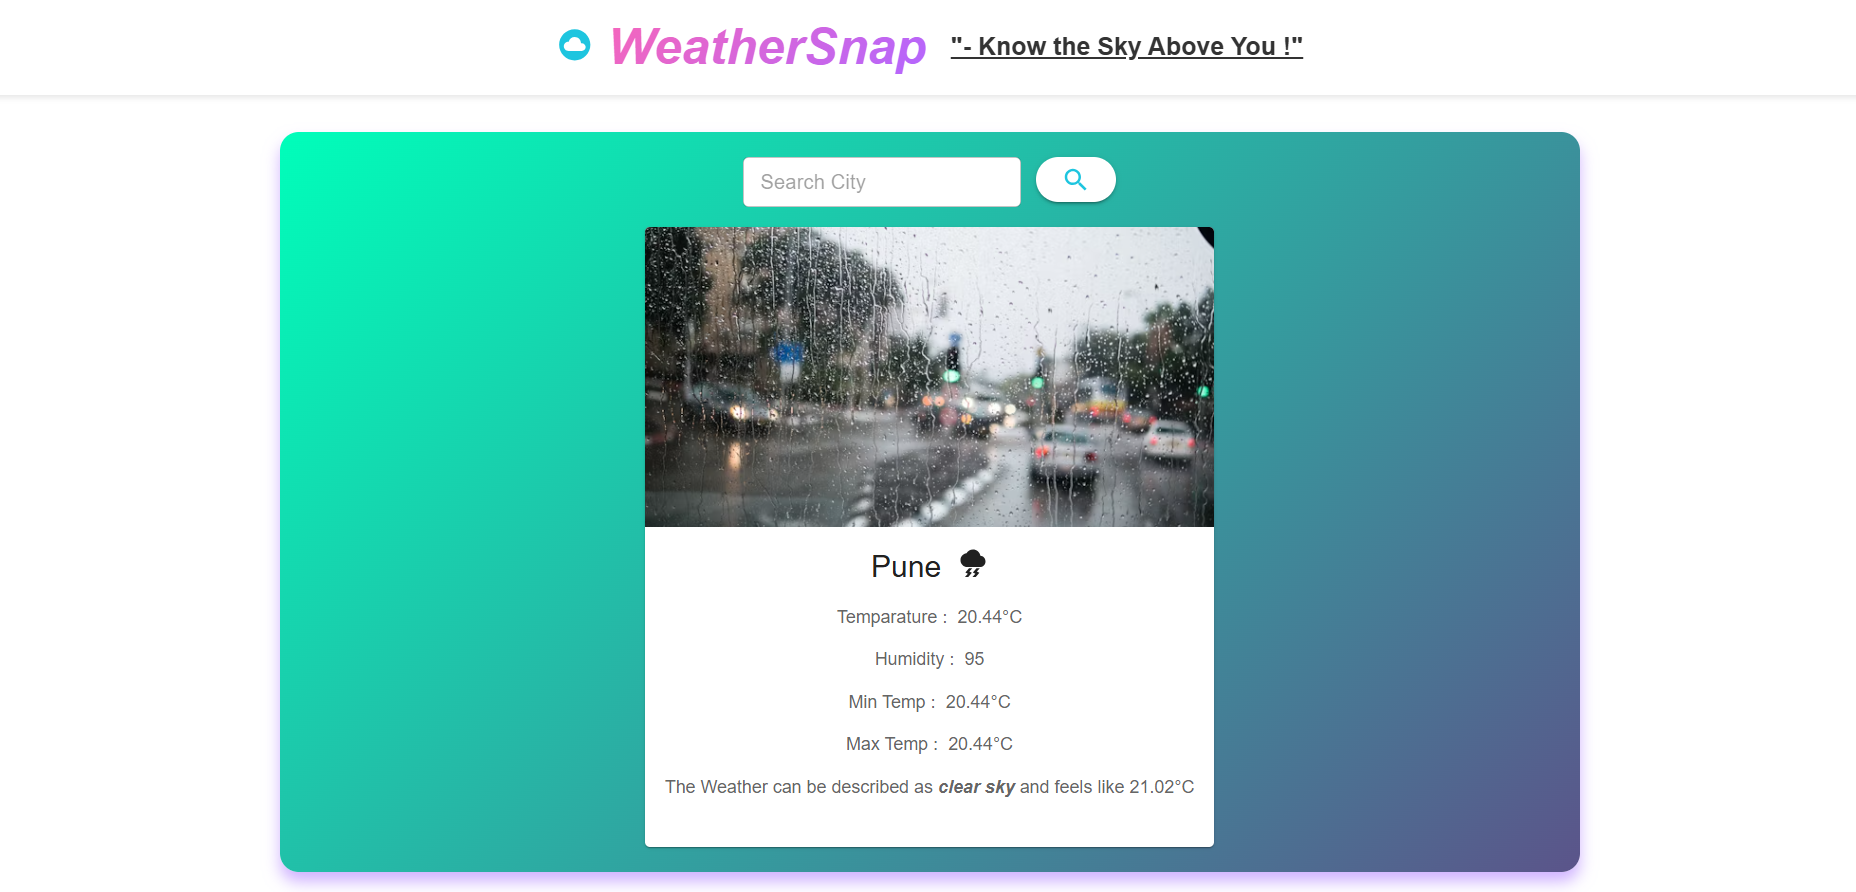 WeatherSnap "- Know the Sky Above You !"
Search City
Pune
Temparature : 20.44°C
Humidity : 95
Min Temp : 20.44°C
Max Temp : 20.44°C
The Weather can be described as clear sky and feels like 21.02°C